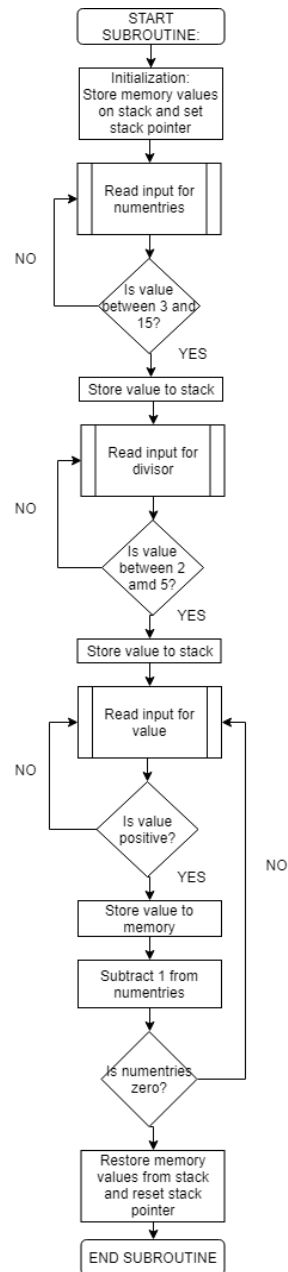 START
SUBROUTINE:
Initialization:
Store memory values
on stack and set
stack pointer
Read input for
numentries
NO
Is value
between 3 and
15?
YES
Store value to stack
Read input for
divisor
NO
Is value
between 2
amd 5?
YES
Store value to stack
Read input for
value
NO
Is value
positive?
NO
YES
Store value to
memory
Subtract 1 from
numentries
Is numentries
zero?
Restore memory
values from stack
and reset stack
pointer
END SUBROUTINE